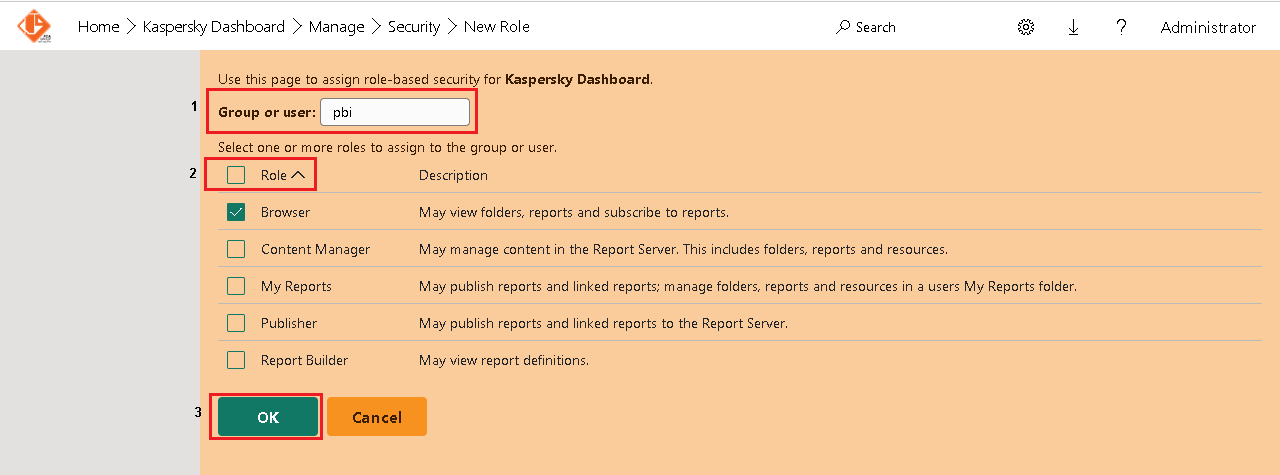 Home > Kaspersky Dashboard > Manage > Security > New Role Search ? Administrator
Use this page to assign role-based security for Kaspersky Dashboard.
1 Group or user: pbi
Select one or more roles to assign to the group or user.
2 Role Description
Browser May view folders, reports and subscribe to reports.
Content Manager May manage content in the Report Server. This includes folders, reports and resources.
My Reports May publish reports and linked reports; manage folders, reports and resources in a users My Reports folder.
Publisher May publish reports and linked reports to the Report Server.
Report Builder May view report definitions.
3 OK Cancel